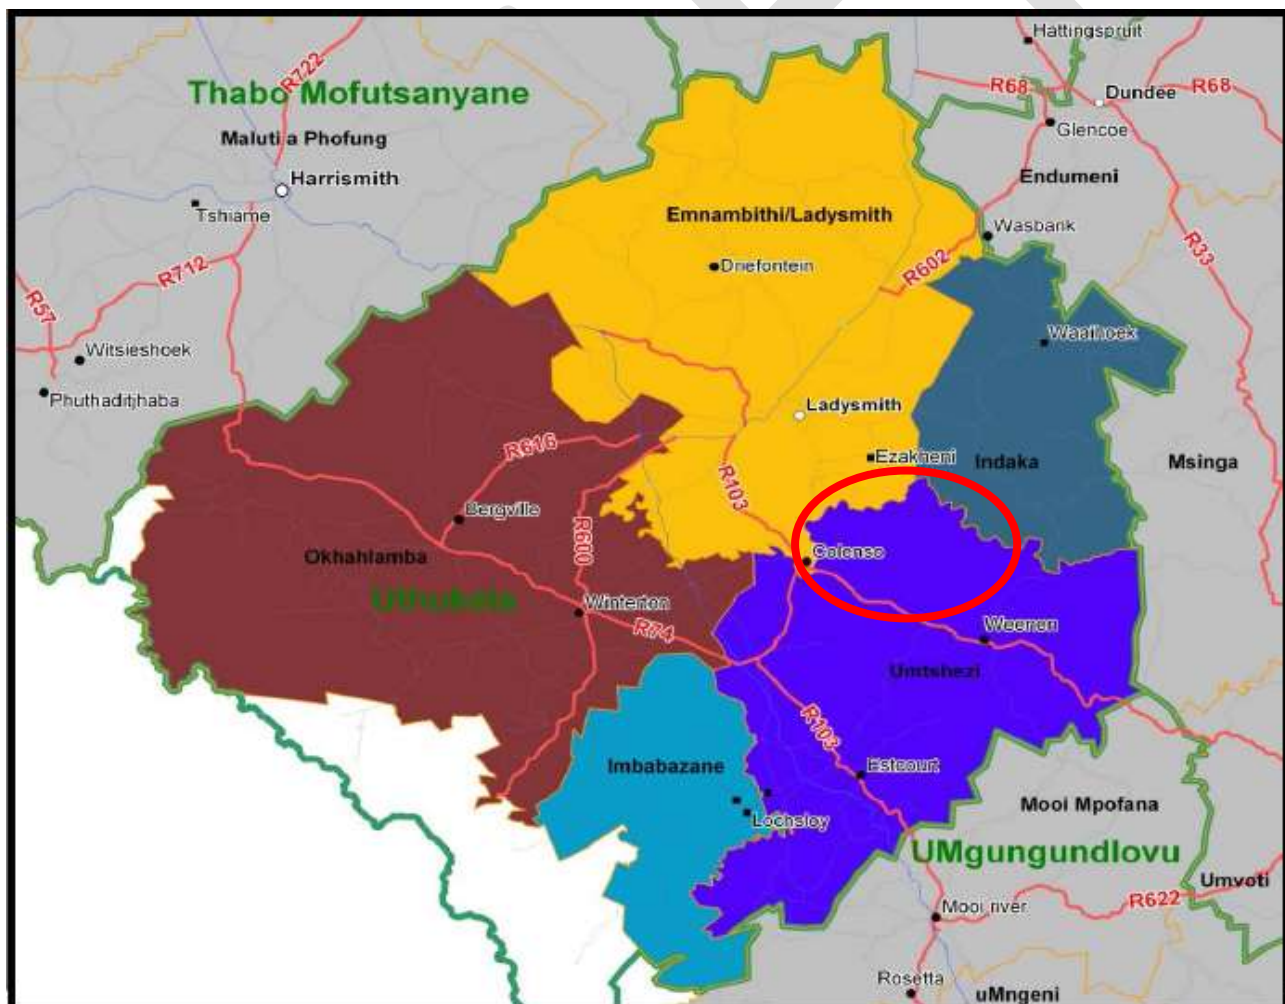 Hattingspruit
R722
R68
R68
Thabo Mofutsanyane
Dundee
Glencoe
Maluti a Phofung
Harrismith
Endumeni
Tshiame
Emnambithi/Ladysmith
Wasbank
R712
Driefontein
R602
R33
R57
Waaihoek
Witsieshoek
Phuthaditjhaba
Ladysmith
R616
Ezakheni
Indaka
Msinga
R103
Bergville
R600
Okhahlamba
Colenso
Uthukela
Winterton
R74
Weenen
Umtshezi
R103
Imbabazane
Estcourt
Mooi Mpofana
Lochsloy
UMgungundlovu
Umvoti
R622
Mooi river
Rosetta
uMngeni